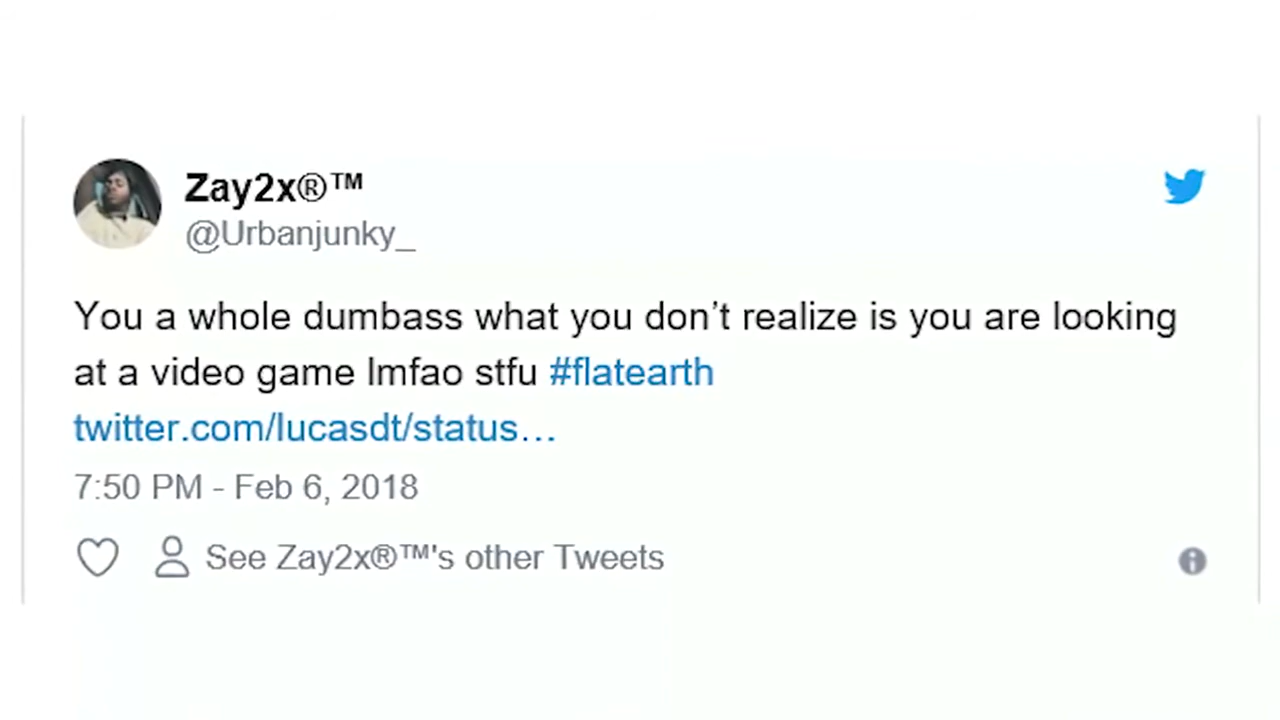 Zay2x®™
@Urbanjunky_
You a whole dumbass what you don’t realize is you are looking
at a video game lmfao stfu #flatearth
twitter.com/lucasdt/status…
7:50 PM - Feb 6, 2018
See Zay2x®™'s other Tweets